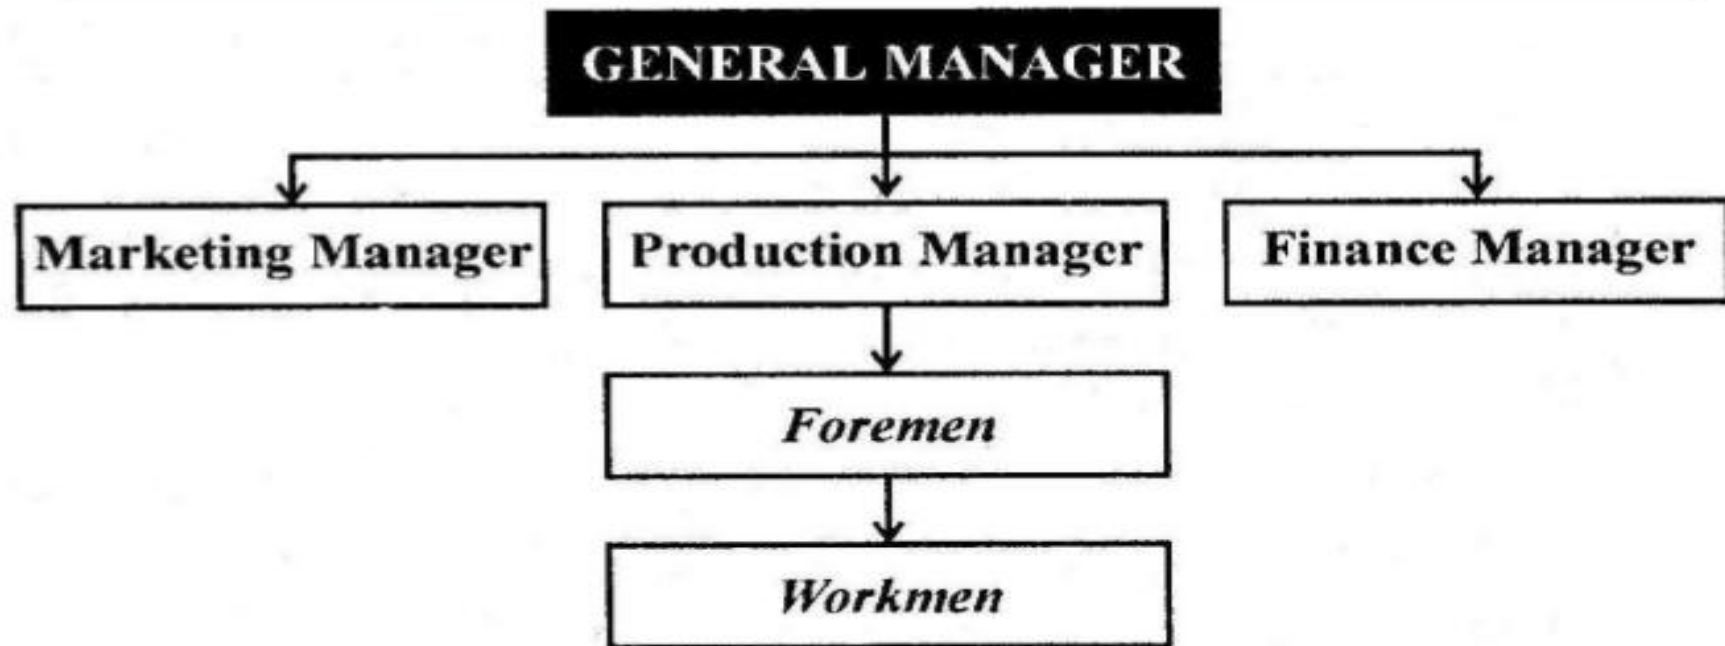 GENERAL MANAGER
Marketing Manager
Production Manager
Finance Manager
Foremen
Workmen